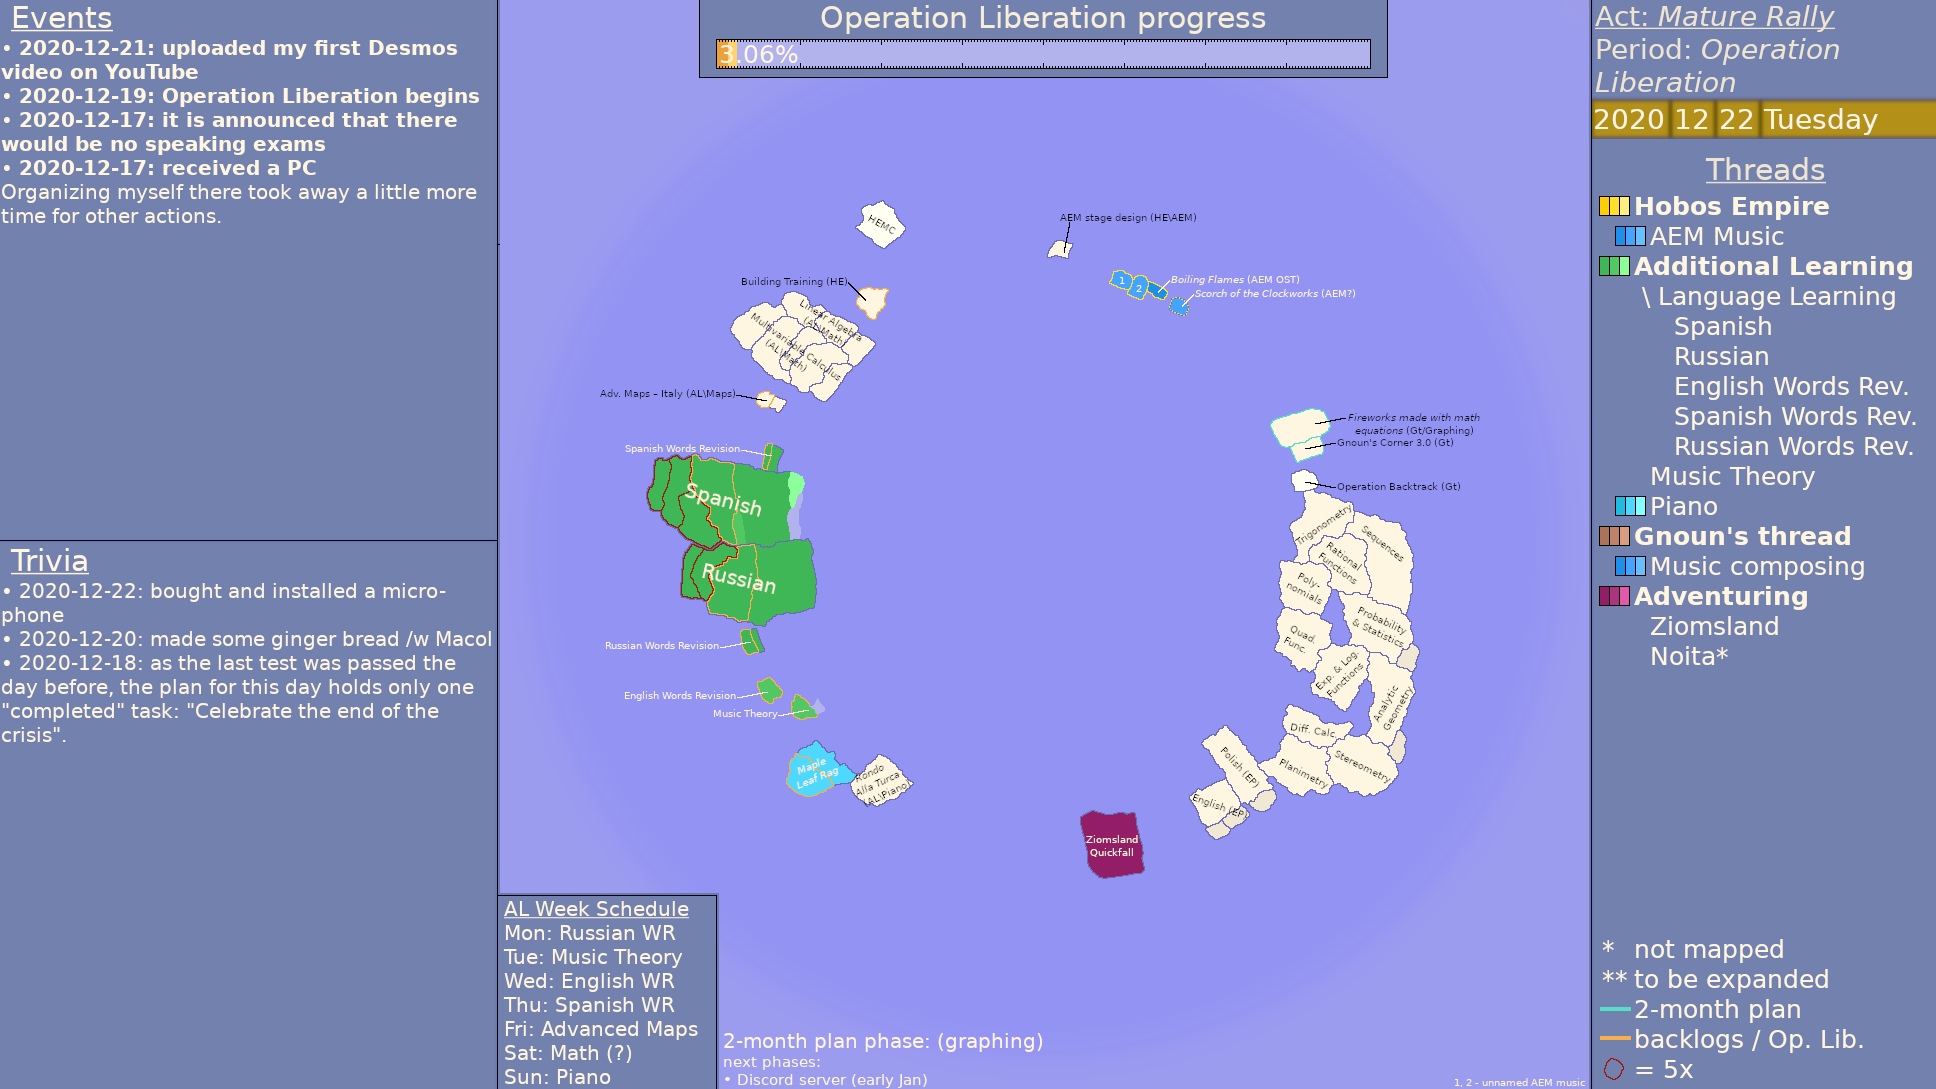 Events
• 2020-12-21: uploaded my first Desmos
video on YouTube
• 2020-12-19: Operation Liberation begins
• 2020-12-17: it is announced that there
would be no speaking exams
• 2020-12-17: received a PC
Organizing myself there took away a little more
time for other actions.
Trivia
• 2020-12-22: bought and installed a micro-
phone
• 2020-12-20: made some ginger bread /w Macol
• 2020-12-18: as the last test was passed the
day before, the plan for this day holds only one
"completed" task: "Celebrate the end of the
crisis".
Operation Liberation progress
3.06%
HEMC
AEM stage design (HE\AEM)
Building Training (HE)
1
2
Boiling Flames (AEM OST)
Scorch of the Clockworks (AEM?)
Linear Algebra
(AL\Math)
Multivariable Calculus
(AL\Math)
Adv. Maps – Italy (AL\Maps)
Spanish Words Revision
Spanish
Russian
Russian Words Revision
English Words Revision
Music Theory
Maple
Leaf Rag
Rondo
Alla Turca
(AL\Piano)
Fireworks made with math
equations (Gt/Graphing)
Gnoun's Corner 3.0 (Gt)
Operation Backtrack (Gt)
Trigonometry
Sequences
Rational
Functions
Poly-
nomials
Probability
& Statistics
Quad.
Func.
Exp. & Log.
Functions
Analytic
Geometry
Diff. Calc.
Stereometry
Planimetry
Polish (EP)
English (EP)
Ziomsland
Quickfall
AL Week Schedule
Mon: Russian WR
Tue: Music Theory
Wed: English WR
Thu: Spanish WR
Fri: Advanced Maps
Sat: Math (?)
Sun: Piano
2-month plan phase: (graphing)
next phases:
• Discord server (early Jan)
1, 2 - unnamed AEM music
Act: Mature Rally
Period: Operation
Liberation
2020 12 22 Tuesday
Threads
Hobos Empire
AEM Music
Additional Learning
\ Language Learning
Spanish
Russian
English Words Rev.
Spanish Words Rev.
Russian Words Rev.
Music Theory
Piano
Gnoun's thread
Music composing
Adventuring
Ziomsland
Noita*
* not mapped
** to be expanded
2-month plan
backlogs / Op. Lib.
= 5x